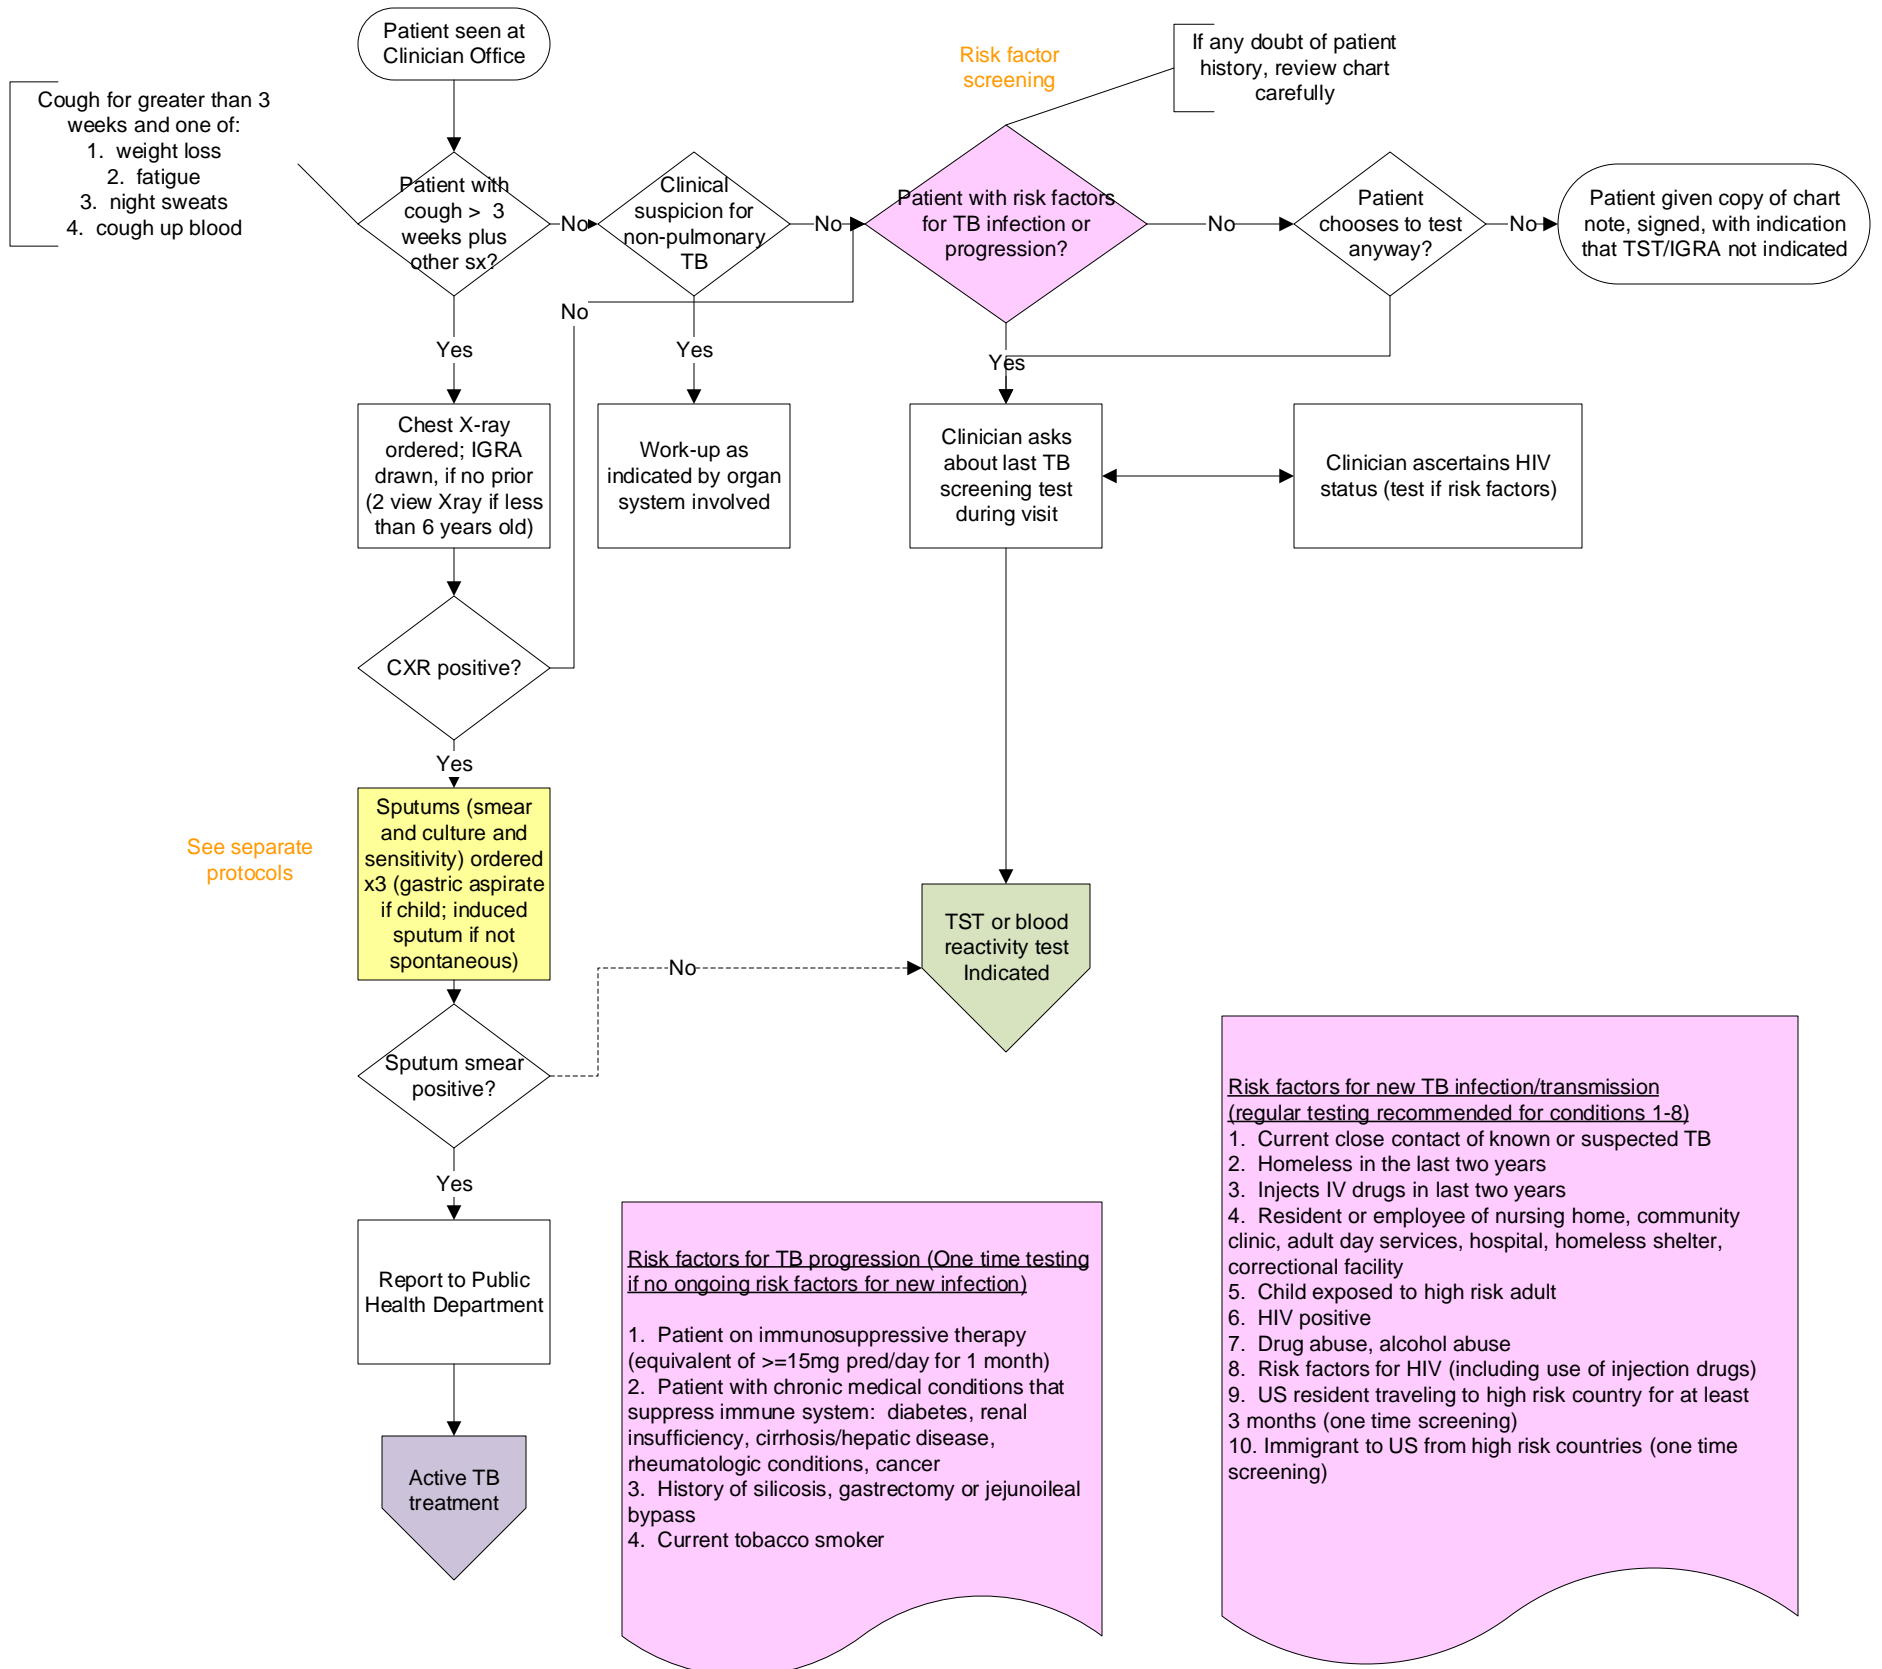 Patient seen at
Clinician Office
Risk factor
screening
If any doubt of patient
history, review chart
carefully
Cough for greater than 3
weeks and one of:
1.  weight loss
2.  fatigue
3.  night sweats
4.  cough up blood
Patient with
cough >  3
weeks plus
other sx?
No
Clinical
suspicion for
non-pulmonary
TB
No
Patient with risk factors
for TB infection or
progression?
No
Patient
chooses to test
anyway?
No
Patient given copy of chart
note, signed, with indication
that TST/IGRA not indicated
No
Yes
Yes
Yes
Chest X-ray
ordered; IGRA
drawn, if no prior
(2 view Xray if less
than 6 years old)
Work-up as
indicated by organ
system involved
Clinician asks
about last TB
screening test
during visit
Clinician ascertains HIV
status (test if risk factors)
CXR positive?
Yes
See separate
protocols
Sputums (smear
and culture and
sensitivity) ordered
x3 (gastric aspirate
if child; induced
sputum if not
spontaneous)
No
TST or blood
reactivity test
Indicated
Sputum smear
positive?
Yes
Report to Public
Health Department
Active TB
treatment
Risk factors for TB progression (One time testing
if no ongoing risk factors for new infection)
1.  Patient on immunosuppressive therapy
(equivalent of >=15mg pred/day for 1 month)
2.  Patient with chronic medical conditions that
suppress immune system:  diabetes, renal
insufficiency, cirrhosis/hepatic disease,
rheumatologic conditions, cancer
3.  History of silicosis, gastrectomy or jejunoileal
bypass
4.  Current tobacco smoker
Risk factors for new TB infection/transmission
(regular testing recommended for conditions 1-8)
1.  Current close contact of known or suspected TB
2.  Homeless in the last two years
3.  Injects IV drugs in last two years
4.  Resident or employee of nursing home, community
clinic, adult day services, hospital, homeless shelter,
correctional facility
5.  Child exposed to high risk adult
6.  HIV positive
7.  Drug abuse, alcohol abuse
8.  Risk factors for HIV (including use of injection drugs)
9.  US resident traveling to high risk country for at least
3 months (one time screening)
10. Immigrant to US from high risk countries (one time
screening)